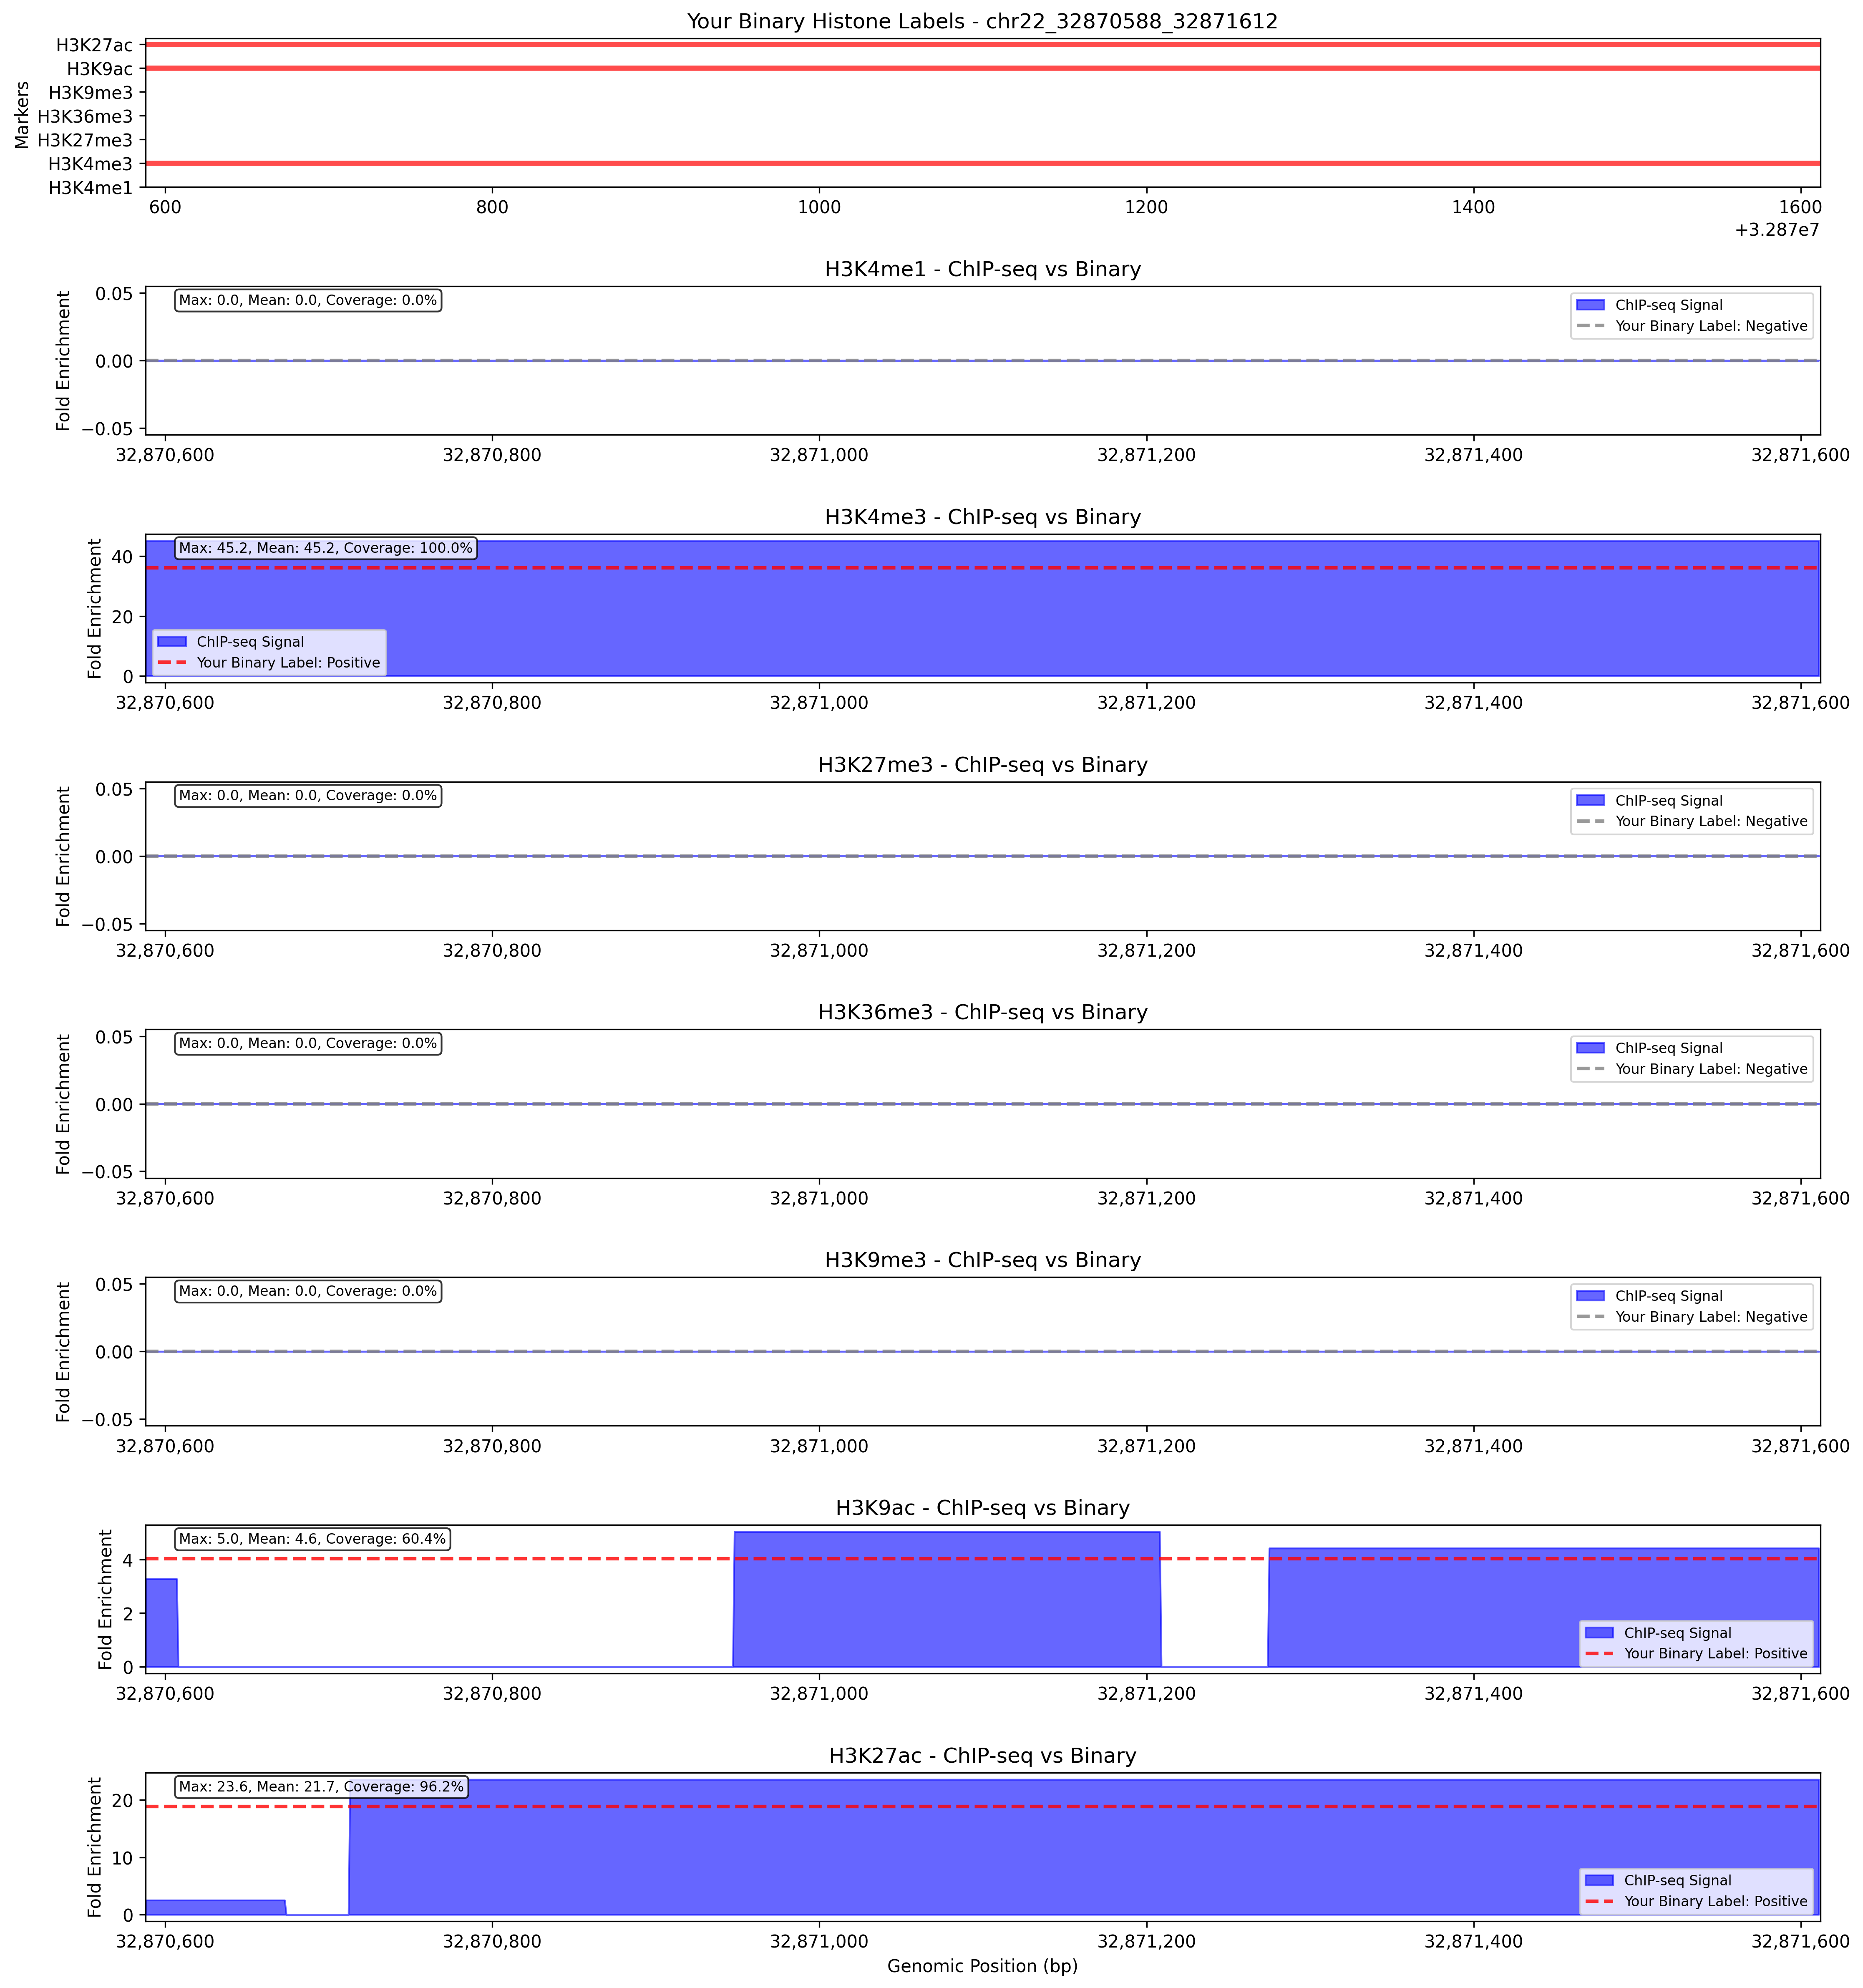 Your Binary Histone Labels - chr22_32870588_32871612
Markers
H3K27ac
H3K9ac
H3K9me3
H3K36me3
H3K27me3
H3K4me3
H3K4me1
600 800 1000 1200 1400 1600
+3.287e7
H3K4me1 - ChIP-seq vs Binary
Fold Enrichment
0.05
0.00
−0.05
Max: 0.0, Mean: 0.0, Coverage: 0.0%
ChIP-seq Signal
Your Binary Label: Negative
32,870,600 32,870,800 32,871,000 32,871,200 32,871,400 32,871,600
H3K4me3 - ChIP-seq vs Binary
Fold Enrichment
40
20
0
Max: 45.2, Mean: 45.2, Coverage: 100.0%
ChIP-seq Signal
Your Binary Label: Positive
32,870,600 32,870,800 32,871,000 32,871,200 32,871,400 32,871,600
H3K27me3 - ChIP-seq vs Binary
Fold Enrichment
0.05
0.00
−0.05
Max: 0.0, Mean: 0.0, Coverage: 0.0%
ChIP-seq Signal
Your Binary Label: Negative
32,870,600 32,870,800 32,871,000 32,871,200 32,871,400 32,871,600
H3K36me3 - ChIP-seq vs Binary
Fold Enrichment
0.05
0.00
−0.05
Max: 0.0, Mean: 0.0, Coverage: 0.0%
ChIP-seq Signal
Your Binary Label: Negative
32,870,600 32,870,800 32,871,000 32,871,200 32,871,400 32,871,600
H3K9me3 - ChIP-seq vs Binary
Fold Enrichment
0.05
0.00
−0.05
Max: 0.0, Mean: 0.0, Coverage: 0.0%
ChIP-seq Signal
Your Binary Label: Negative
32,870,600 32,870,800 32,871,000 32,871,200 32,871,400 32,871,600
H3K9ac - ChIP-seq vs Binary
Fold Enrichment
4
2
0
Max: 5.0, Mean: 4.6, Coverage: 60.4%
ChIP-seq Signal
Your Binary Label: Positive
32,870,600 32,870,800 32,871,000 32,871,200 32,871,400 32,871,600
H3K27ac - ChIP-seq vs Binary
Fold Enrichment
20
10
0
Max: 23.6, Mean: 21.7, Coverage: 96.2%
ChIP-seq Signal
Your Binary Label: Positive
32,870,600 32,870,800 32,871,000 32,871,200 32,871,400 32,871,600
Genomic Position (bp)